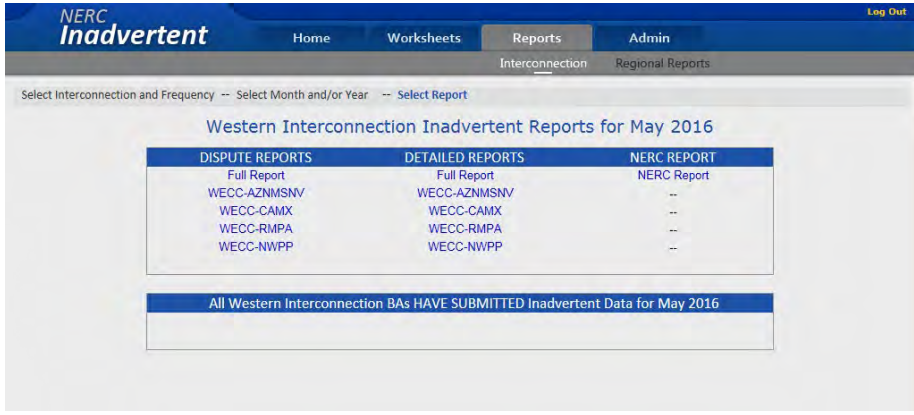 Log Out
NERC
Inadvertent
Home Worksheets Reports Admin
Interconnection Regional Reports
Select Interconnection and Frequency -- Select Month and/or Year -- Select Report
Western Interconnection Inadvertent Reports for May 2016
DISPUTE REPORTS DETAILED REPORTS NERC REPORT
Full Report Full Report NERC Report
WECC-AZNMSNV WECC-AZNMSNV --
WECC-CAMX WECC-CAMX --
WECC-RMPA WECC-RMPA --
WECC-NWPP WECC-NWPP --
All Western Interconnection BAs HAVE SUBMITTED Inadvertent Data for May 2016